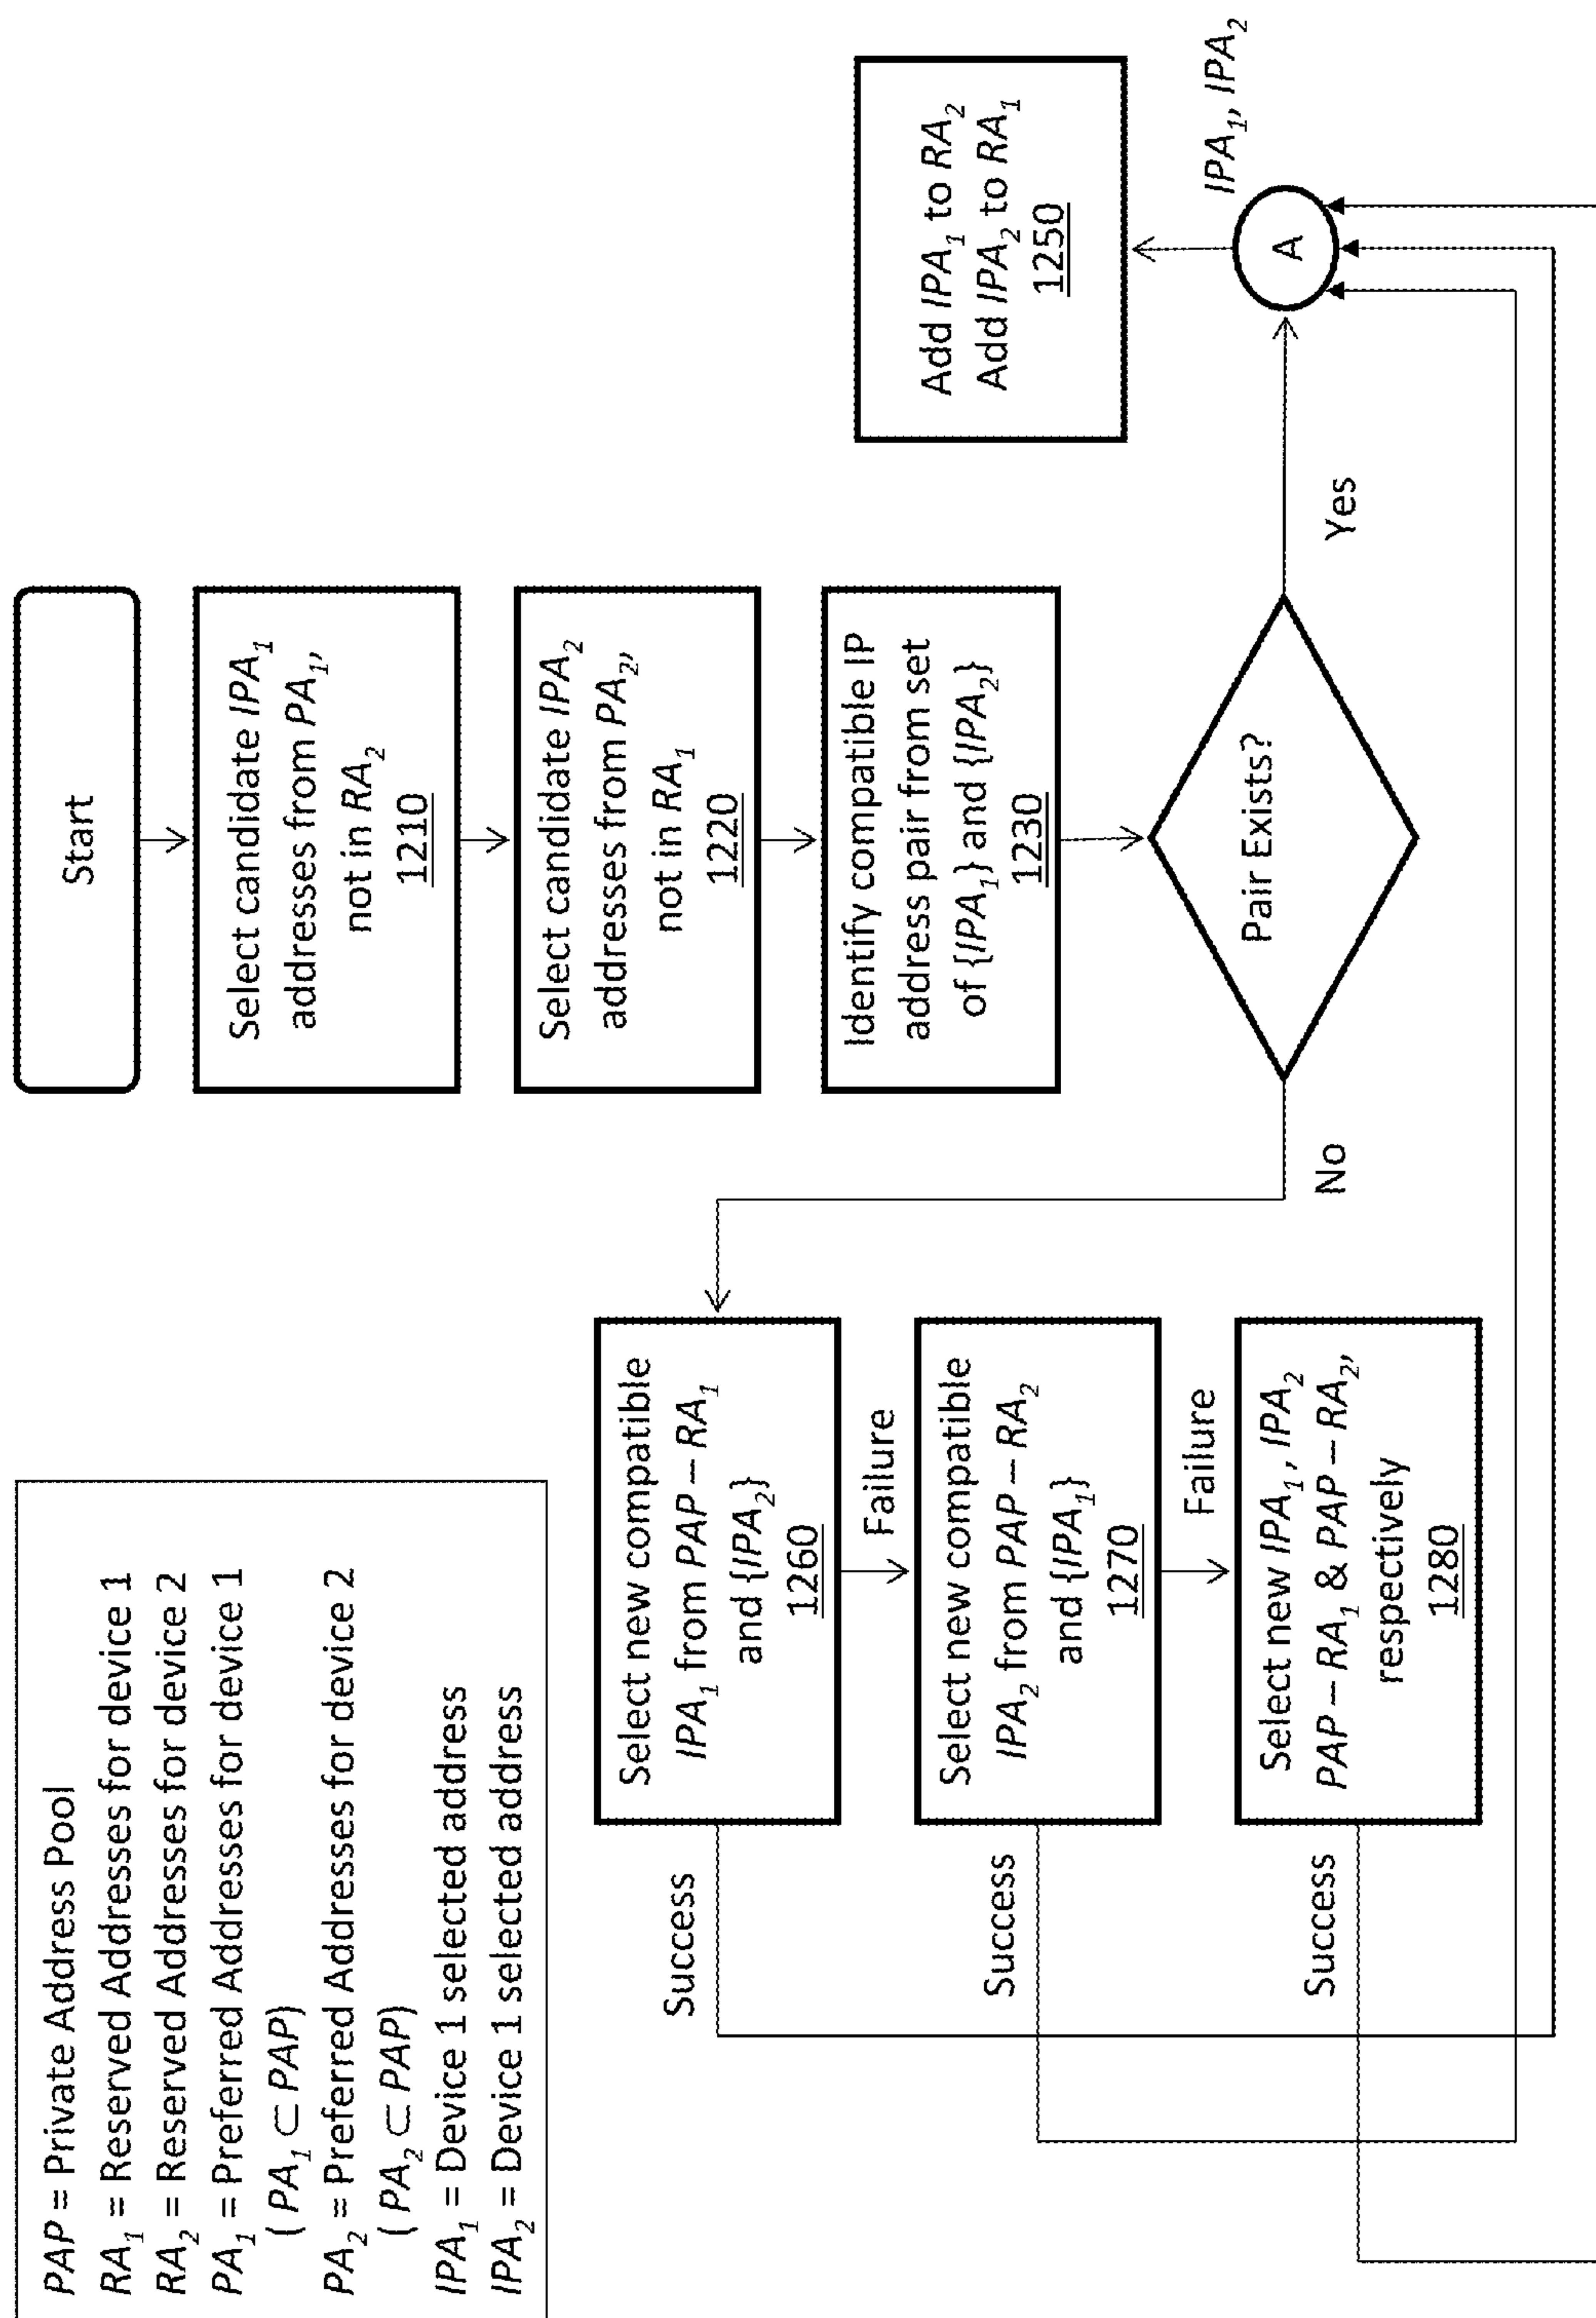 PAP = Private Address Pool
RA₁ = Reserved Addresses for device 1
RA₂ = Reserved Addresses for device 2
PA₁ = Preferred Addresses for device 1
( PA₁ ⊂ PAP)
PA₂ = Preferred Addresses for device 2
( PA₂ ⊂ PAP)
IPA₁ = Device 1 selected address
IPA₂ = Device 1 selected address
Start
Select candidate IPA₁
addresses from PA₁,
not in RA₂
1210
Select candidate IPA₂
addresses from PA₂,
not in RA₁
1220
Identify compatible IP
address pair from set
of {IPA₁} and {IPA₂}
1230
Pair Exists?
Yes
No
A
IPA₁, IPA₂
Add IPA₁ to RA₂
Add IPA₂ to RA₁
1250
Select new compatible
IPA₁ from PAP – RA₁
and {IPA₂}
1260
Success
Failure
Select new compatible
IPA₂ from PAP – RA₂
and {IPA₁}
1270
Success
Failure
Select new IPA₁, IPA₂
PAP – RA₁ & PAP – RA₂,
respectively
1280
Success